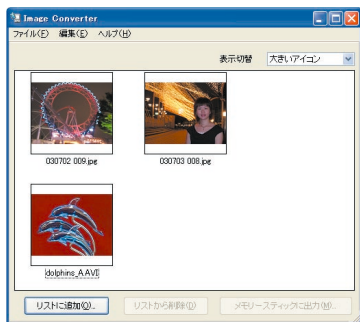 Image Converter
ファイル(F) 編集(E) ヘルプ(H)
表示切替 大きいアイコン
030702 009.jpg 030703 008.jpg
dolphins_A.AVI
リストに追加(O)... リストから削除(D) メモリースティックに出力(M)...